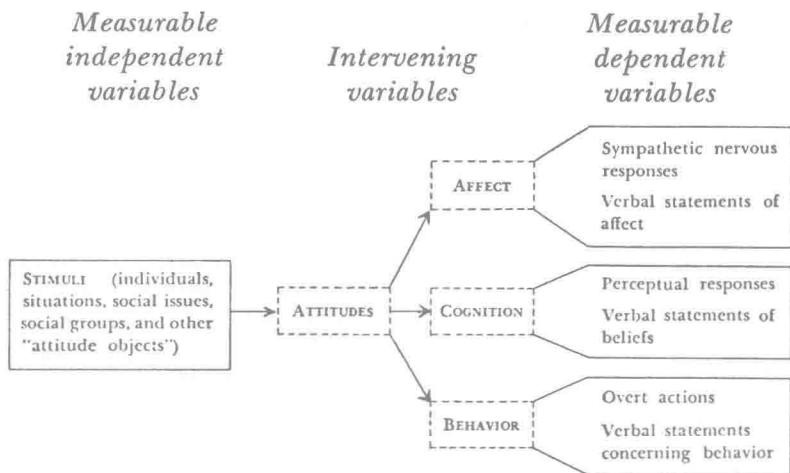 Measurable
independent
variables
Intervening
variables
Measurable
dependent
variables
STIMULI (individuals,
situations, social issues,
social groups, and other
"attitude objects")
ATTITUDES
AFFECT
Sympathetic nervous
responses
Verbal statements of
affect
COGNITION
Perceptual responses
Verbal statements of
beliefs
BEHAVIOR
Overt actions
Verbal statements
concerning behavior